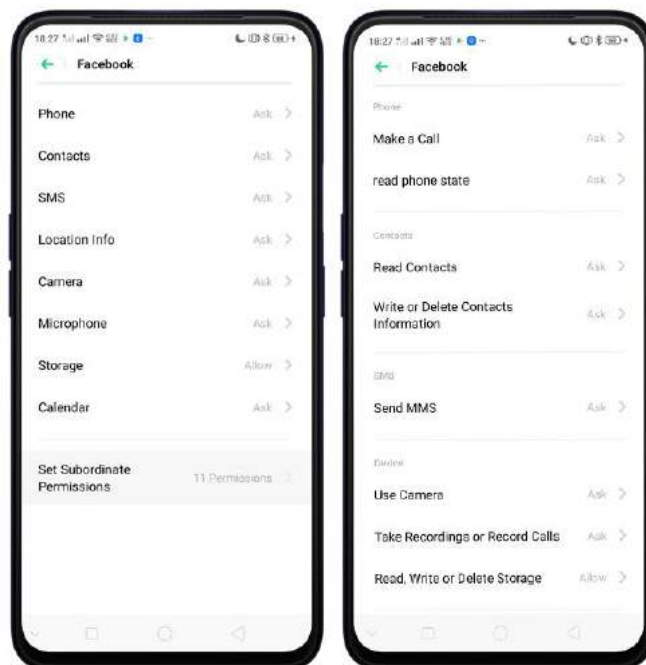 18:27
Facebook
Phone Ask
Contacts Ask
SMS Ask
Location Info Ask
Camera Ask
Microphone Ask
Storage Allow
Calendar Ask
Set Subordinate
Permissions
11 Permissions
18:27
Facebook
Phone
Make a Call Ask
read phone state Ask
Contacts
Read Contacts Ask
Write or Delete Contacts
Information
Ask
SMS
Send MMS Ask
Device
Use Camera Ask
Take Recordings or Record Calls Ask
Read, Write or Delete Storage Allow